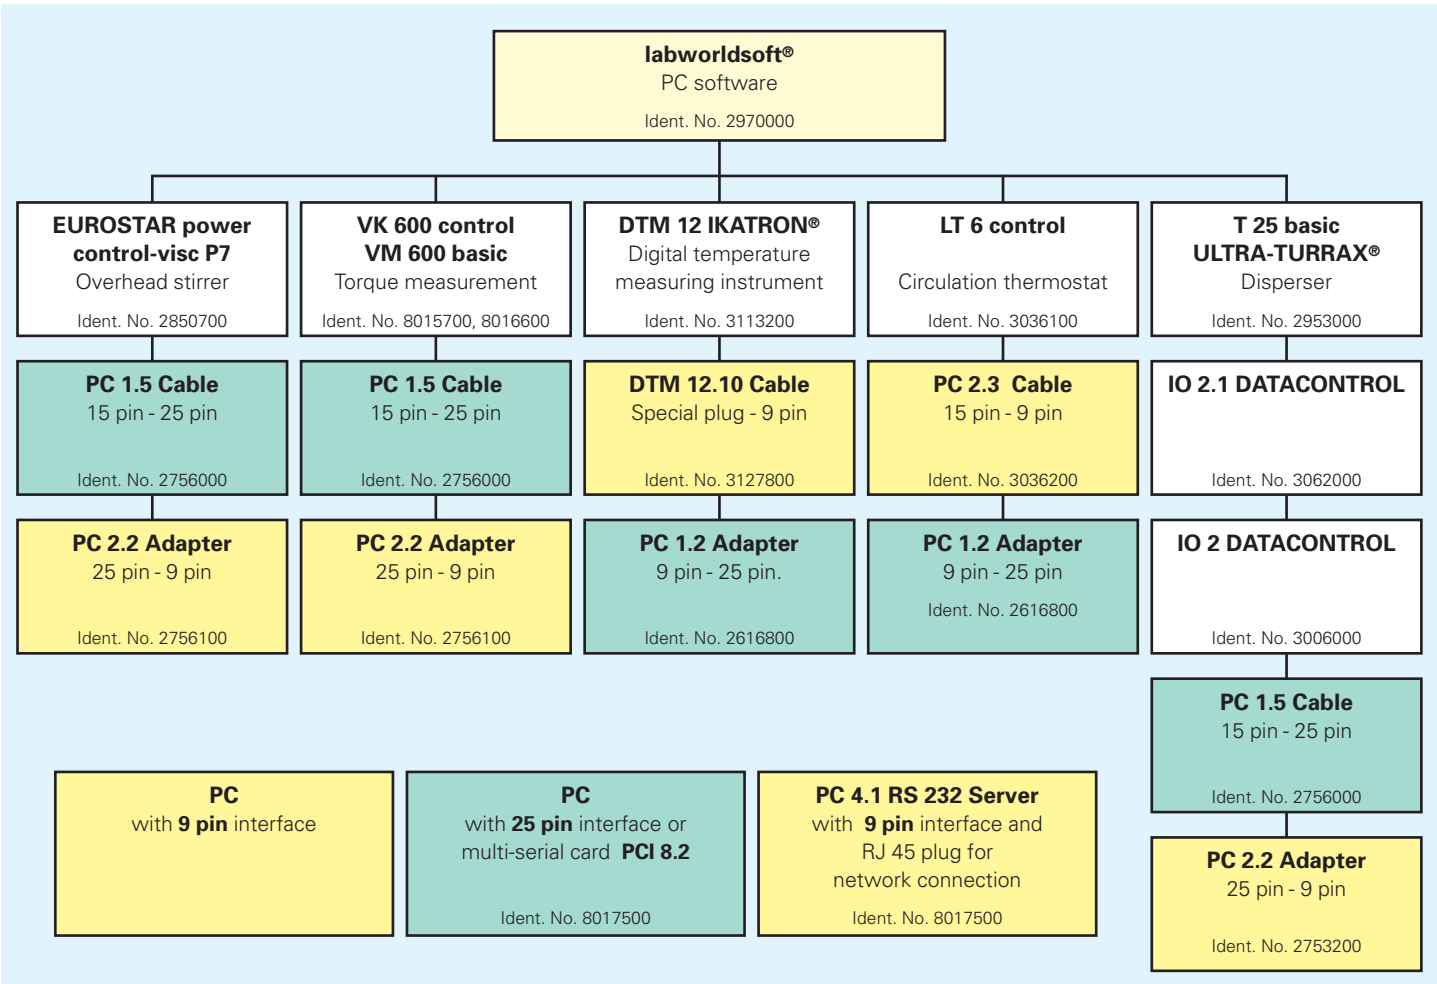 labworldsoft®
PC software
Ident. No. 2970000
EUROSTAR power
control-visc P7
Overhead stirrer
Ident. No. 2850700
VK 600 control
VM 600 basic
Torque measurement
Ident. No. 8015700, 8016600
DTM 12 IKATRON®
Digital temperature
measuring instrument
Ident. No. 3113200
LT 6 control
Circulation thermostat
Ident. No. 3036100
T 25 basic
ULTRA-TURRAX®
Disperser
Ident. No. 2953000
PC 1.5 Cable
15 pin - 25 pin
Ident. No. 2756000
PC 1.5 Cable
15 pin - 25 pin
Ident. No. 2756000
DTM 12.10 Cable
Special plug - 9 pin
Ident. No. 3127800
PC 2.3 Cable
15 pin - 9 pin
Ident. No. 3036200
IO 2.1 DATACONTROL
Ident. No. 3062000
PC 2.2 Adapter
25 pin - 9 pin
Ident. No. 2756100
PC 2.2 Adapter
25 pin - 9 pin
Ident. No. 2756100
PC 1.2 Adapter
9 pin - 25 pin.
Ident. No. 2616800
PC 1.2 Adapter
9 pin - 25 pin
Ident. No. 2616800
IO 2 DATACONTROL
Ident. No. 3006000
PC 1.5 Cable
15 pin - 25 pin
Ident. No. 2756000
PC 2.2 Adapter
25 pin - 9 pin
Ident. No. 2753200
PC
with 9 pin interface
PC
with 25 pin interface or
multi-serial card PCI 8.2
Ident. No. 8017500
PC 4.1 RS 232 Server
with 9 pin interface and
RJ 45 plug for
network connection
Ident. No. 8017500